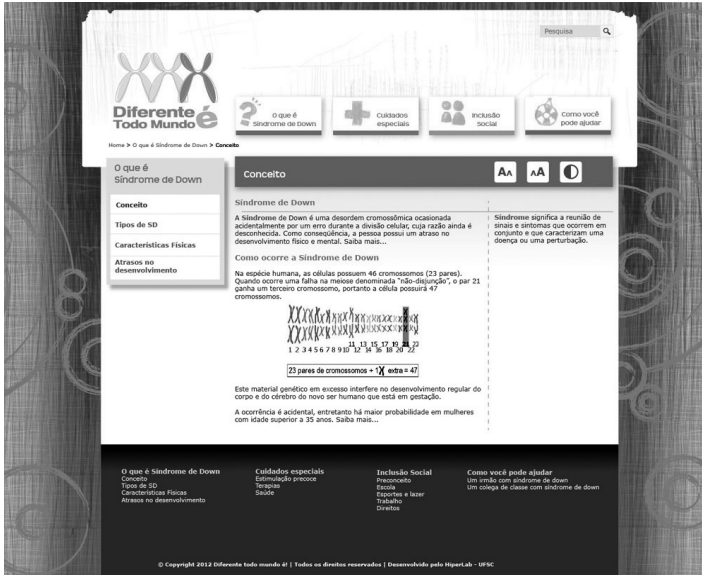 Pesquisa
Diferente é
Todo Mundo
O que é
Síndrome de Down
Cuidados
especiais
Inclusão
Social
Como você
pode ajudar
Home > O que é Síndrome de Down > Conceito
O que é
Síndrome de Down
Conceito
Tipos de SD
Características Físicas
Atrasos no
desenvolvimento
Conceito
AA
AA
Síndrome de Down
A Síndrome de Down é uma desordem cromossômica ocasionada
acidentalmente por um erro durante a divisão celular, cuja razão ainda é
desconhecida. Como conseqüência, a pessoa possui um atraso no
desenvolvimento físico e mental. Saiba mais...
Como ocorre a Síndrome de Down
Na espécie humana, as células possuem 46 cromossomos (23 pares).
Quando ocorre uma falha na meiose denominada "não-disjunção", o par 21
ganha um terceiro cromossomo, portanto a célula possuirá 47
cromossomos.
11 13 15 17 19 21 23
1 2 3 4 5 6 7 8 9 10 12 14 16 18 20 22
23 pares de cromossomos + 1X extra = 47
Este material genético em excesso interfere no desenvolvimento regular do
corpo e do cérebro do novo ser humano que está em gestação.
A ocorrência é acidental, entretanto há maior probabilidade em mulheres
com idade superior a 35 anos. Saiba mais...
Síndrome significa a reunião de
sinais e sintomas que ocorrem em
conjunto e que caracterizam uma
doença ou uma perturbação.
O que é Síndrome de Down
Conceito
Tipos de SD
Características Físicas
Atrasos no desenvolvimento
Cuidados especiais
Estimulação precoce
Terapias
Saúde
Inclusão Social
Preconceito
Escola
Esportes e lazer
Trabalho
Direitos
Como você pode ajudar
Um irmão com síndrome de down
Um colega de classe com síndrome de down
© Copyright 2012 Diferente todo mundo é! | Todos os direitos reservados | Desenvolvido pelo HiperLab - UFSC